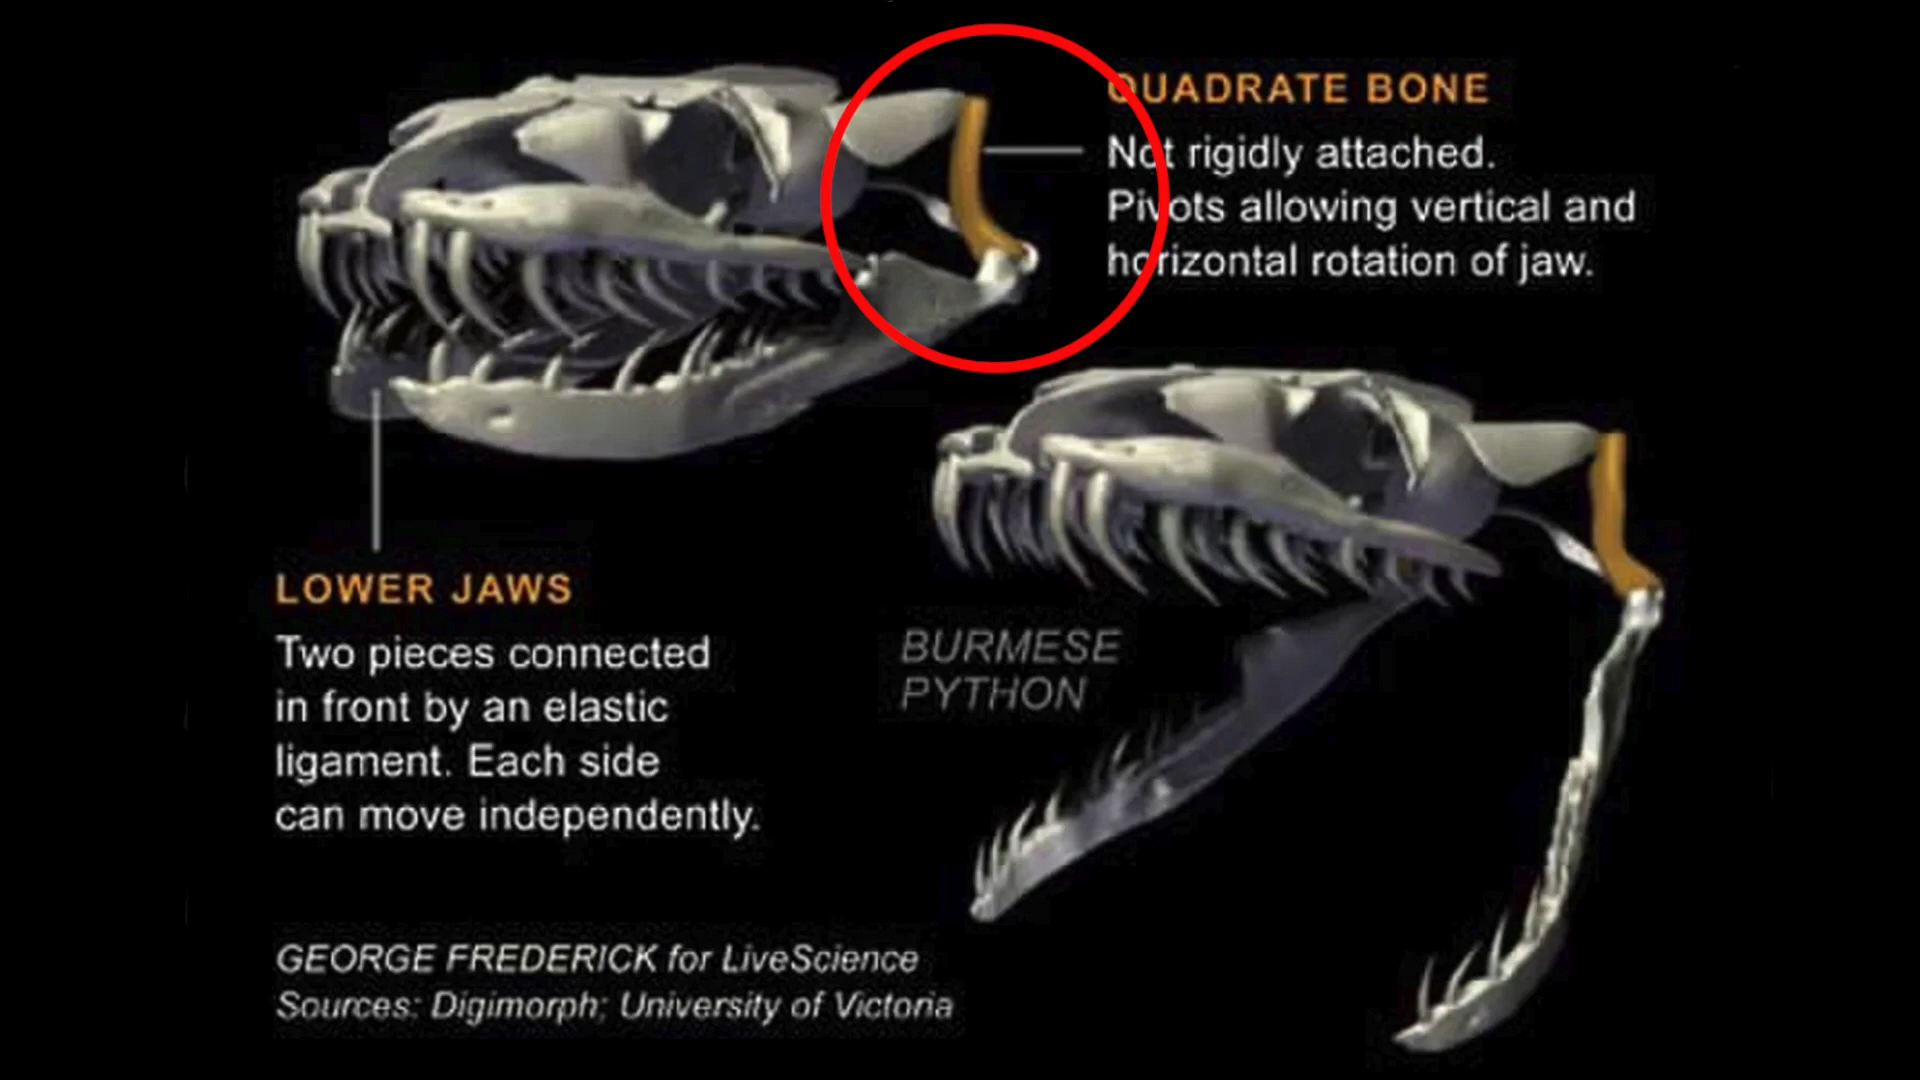 QUADRATE BONE
Not rigidly attached.
Pivots allowing vertical and
horizontal rotation of jaw.
LOWER JAWS
Two pieces connected
in front by an elastic
ligament. Each side
can move independently.
BURMESE
PYTHON
GEORGE FREDERICK for LiveScience
Sources: Digimorph; University of Victoria